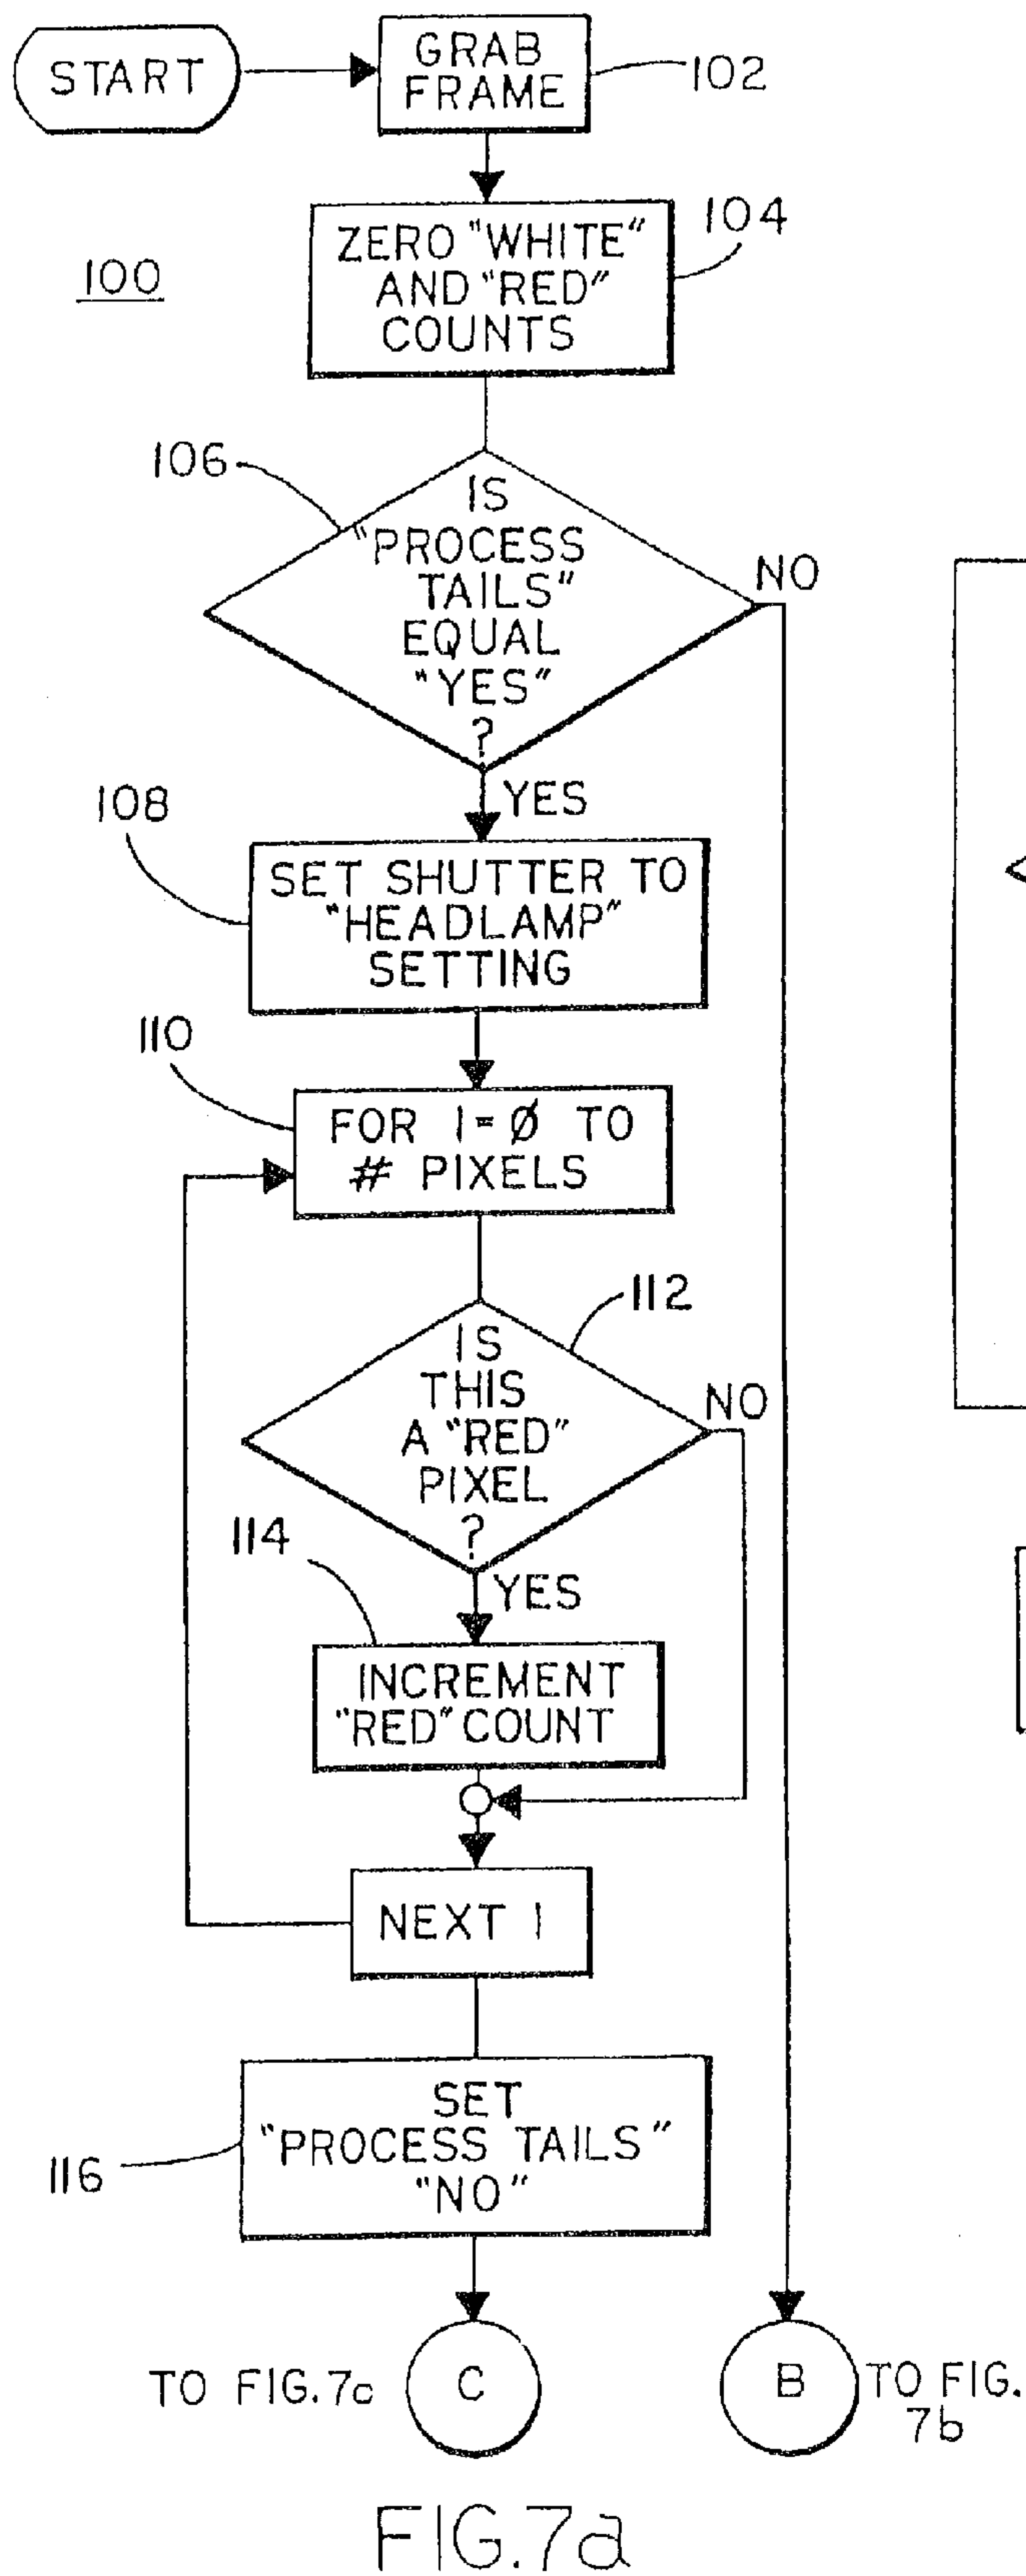 START
GRAB
FRAME
102
ZERO "WHITE"
AND "RED"
COUNTS
104
100
106
IS
"PROCESS
TAILS"
EQUAL
"YES"
?
NO
YES
108
SET SHUTTER TO
"HEADLAMP"
SETTING
110
FOR I=Ø TO
# PIXELS
112
IS
THIS
A "RED"
PIXEL
?
NO
114
YES
INCREMENT
"RED" COUNT
NEXT I
SET
"PROCESS TAILS"
"NO"
116
TO FIG.7c
C
B
TO FIG.
7b
FIG.7a